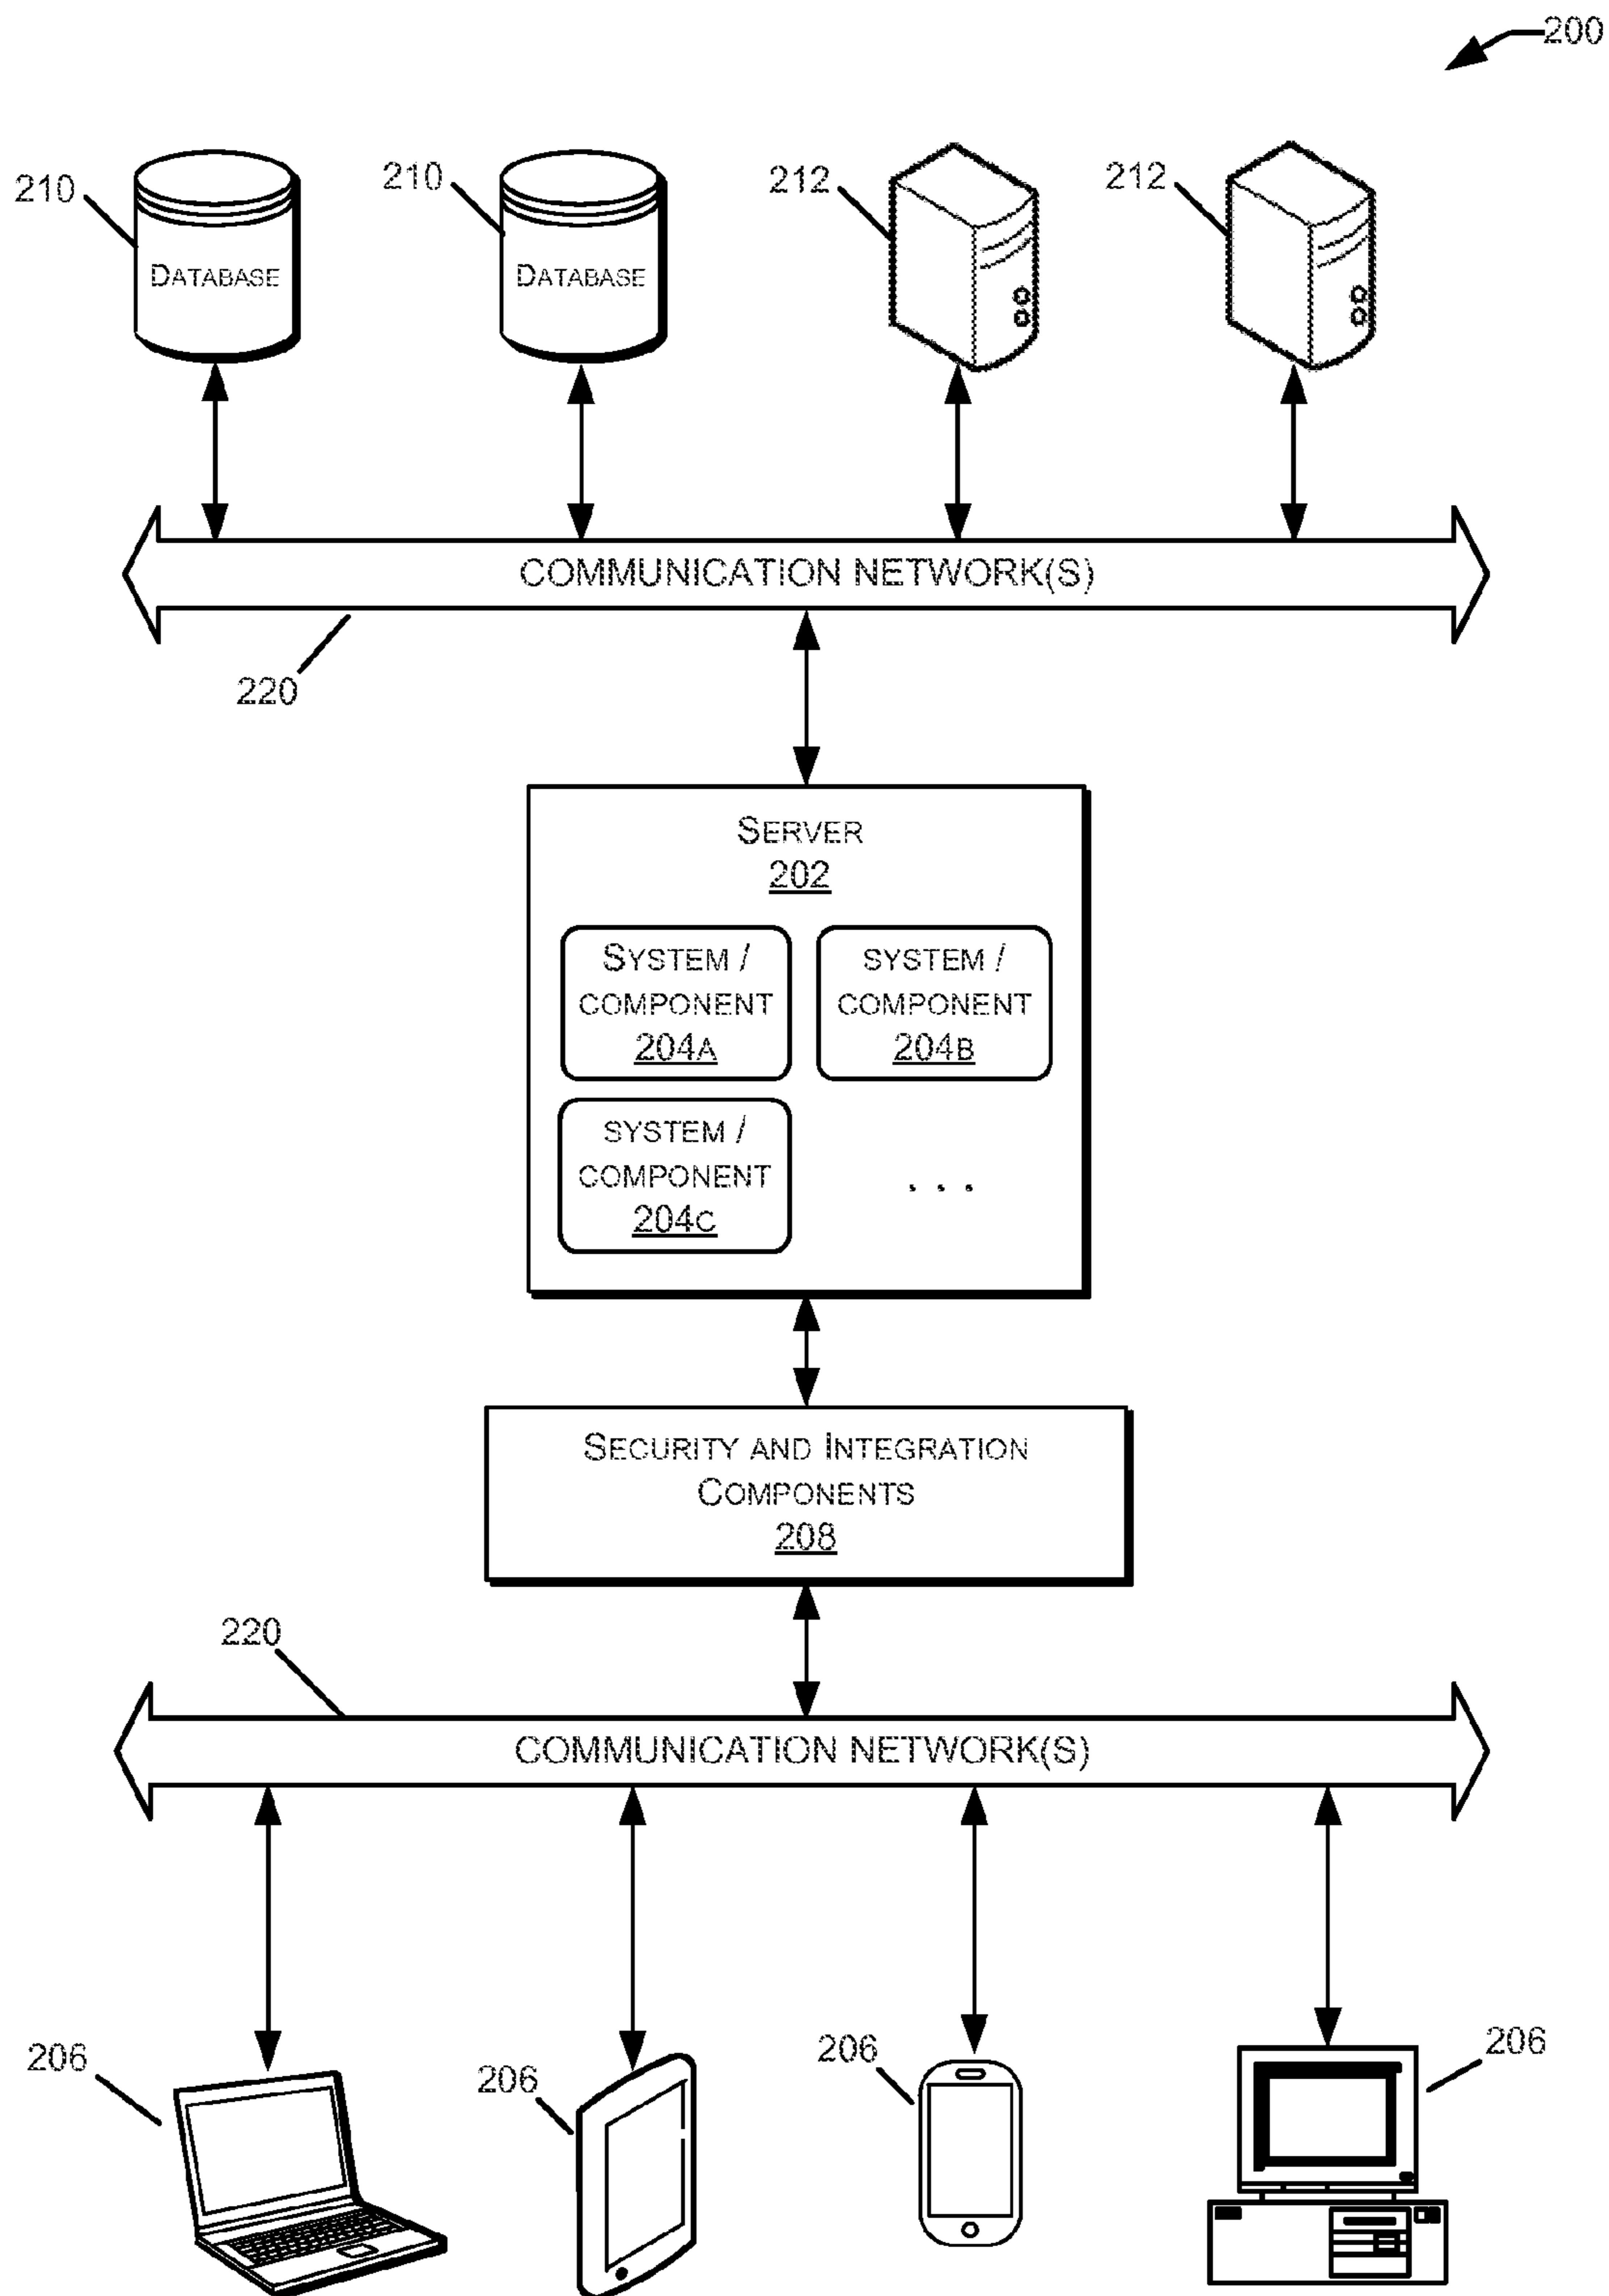 200
210
210
212
212
DATABASE
DATABASE
COMMUNICATION NETWORK(S)
220
SERVER
202
SYSTEM /
COMPONENT
204A
SYSTEM /
COMPONENT
204B
SYSTEM /
COMPONENT
204C
. . .
SECURITY AND INTEGRATION
COMPONENTS
208
220
COMMUNICATION NETWORK(S)
206
206
206
206